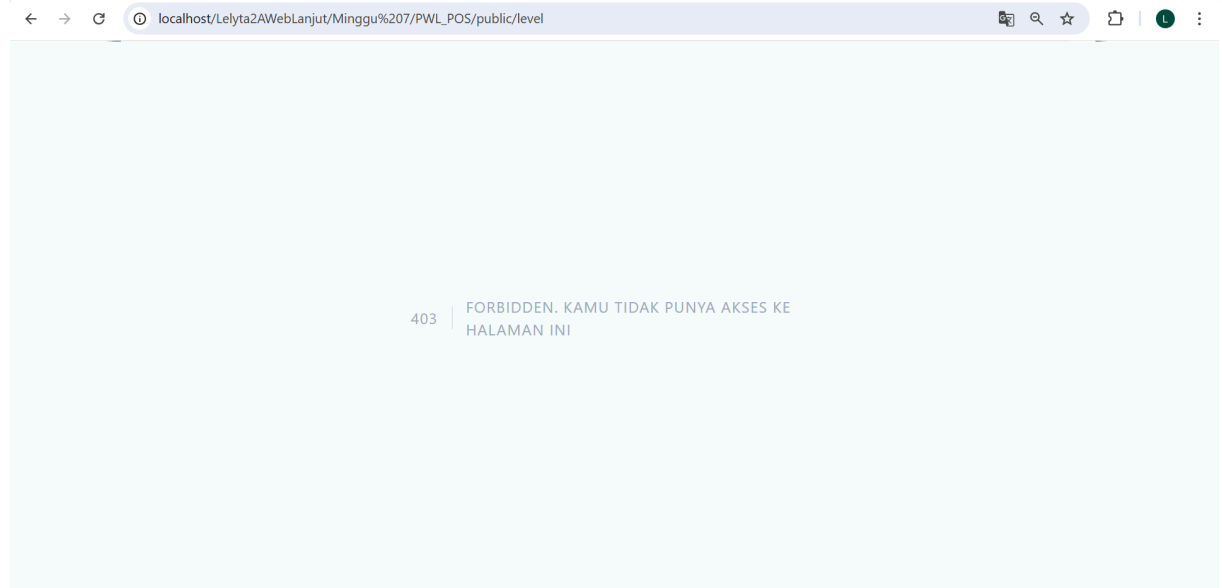 localhost/Lelyta2AWebLanjut/Minggu%207/PWL_POS/public/level
L
403
FORBIDDEN. KAMU TIDAK PUNYA AKSES KE
HALAMAN INI